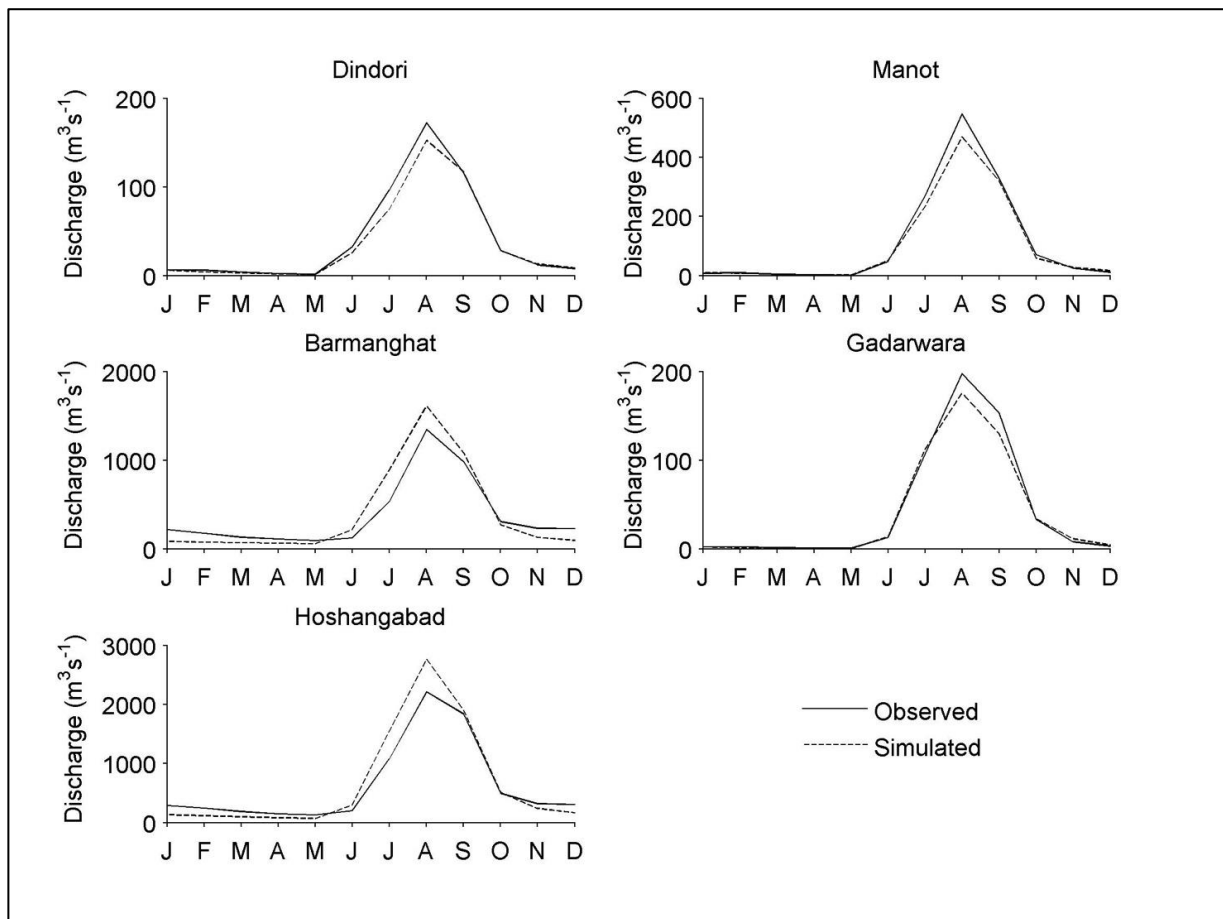 Dindori
Discharge (m³s⁻¹)
200
100
0
J F M A M J J A S O N D
Manot
Discharge (m³s⁻¹)
600
400
200
0
J F M A M J J A S O N D
Barmanghat
Discharge (m³s⁻¹)
2000
1000
0
J F M A M J J A S O N D
Gadarwara
Discharge (m³s⁻¹)
200
100
0
J F M A M J J A S O N D
Hoshangabad
Discharge (m³s⁻¹)
3000
2000
1000
0
J F M A M J J A S O N D
Observed
Simulated